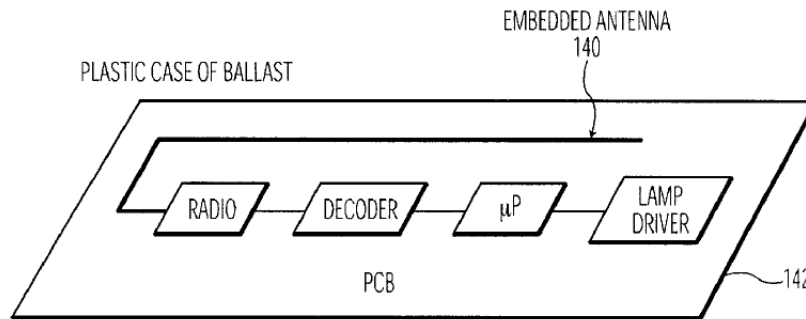 EMBEDDED ANTENNA
140
PLASTIC CASE OF BALLAST
RADIO
DECODER
μP
LAMP
DRIVER
PCB
142